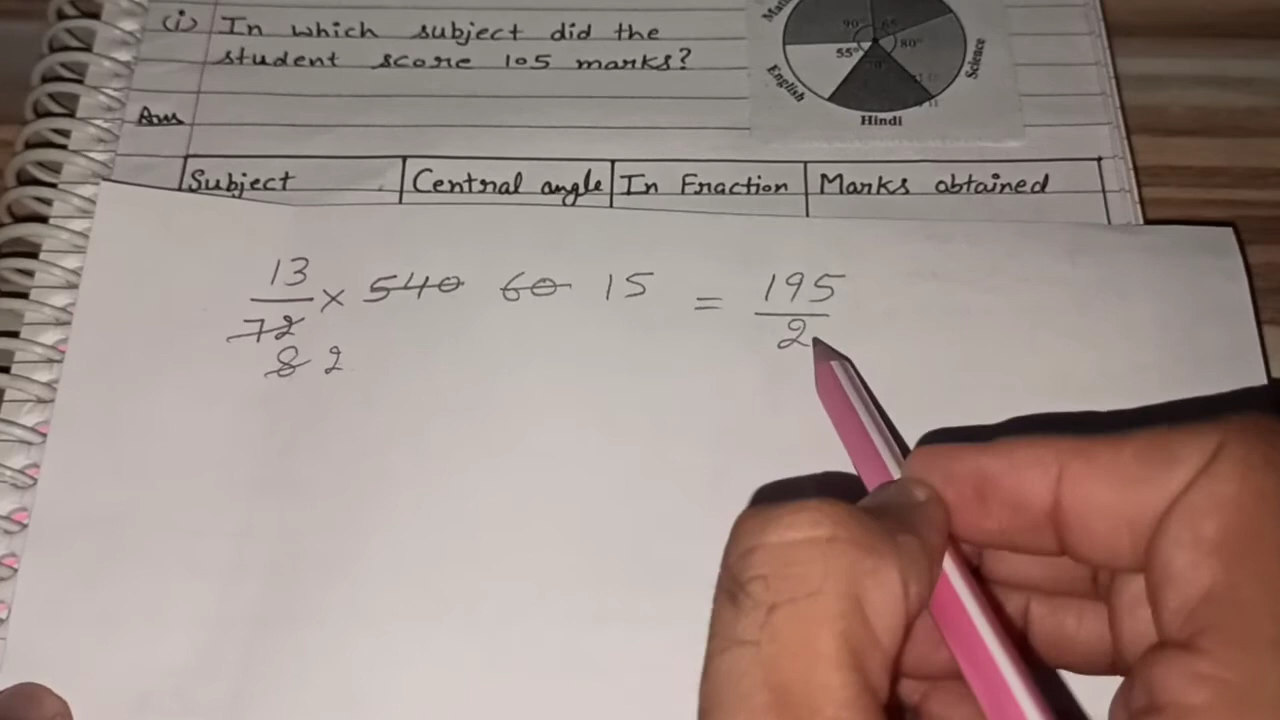 (i) In which subject did the
student score 105 marks?
Ans
90° 65°
80°
55°
70°
English
Science
Hindi
Subject Central angle In Fraction Marks obtained
13/72 × 540 60 15 = 195/2
8 2